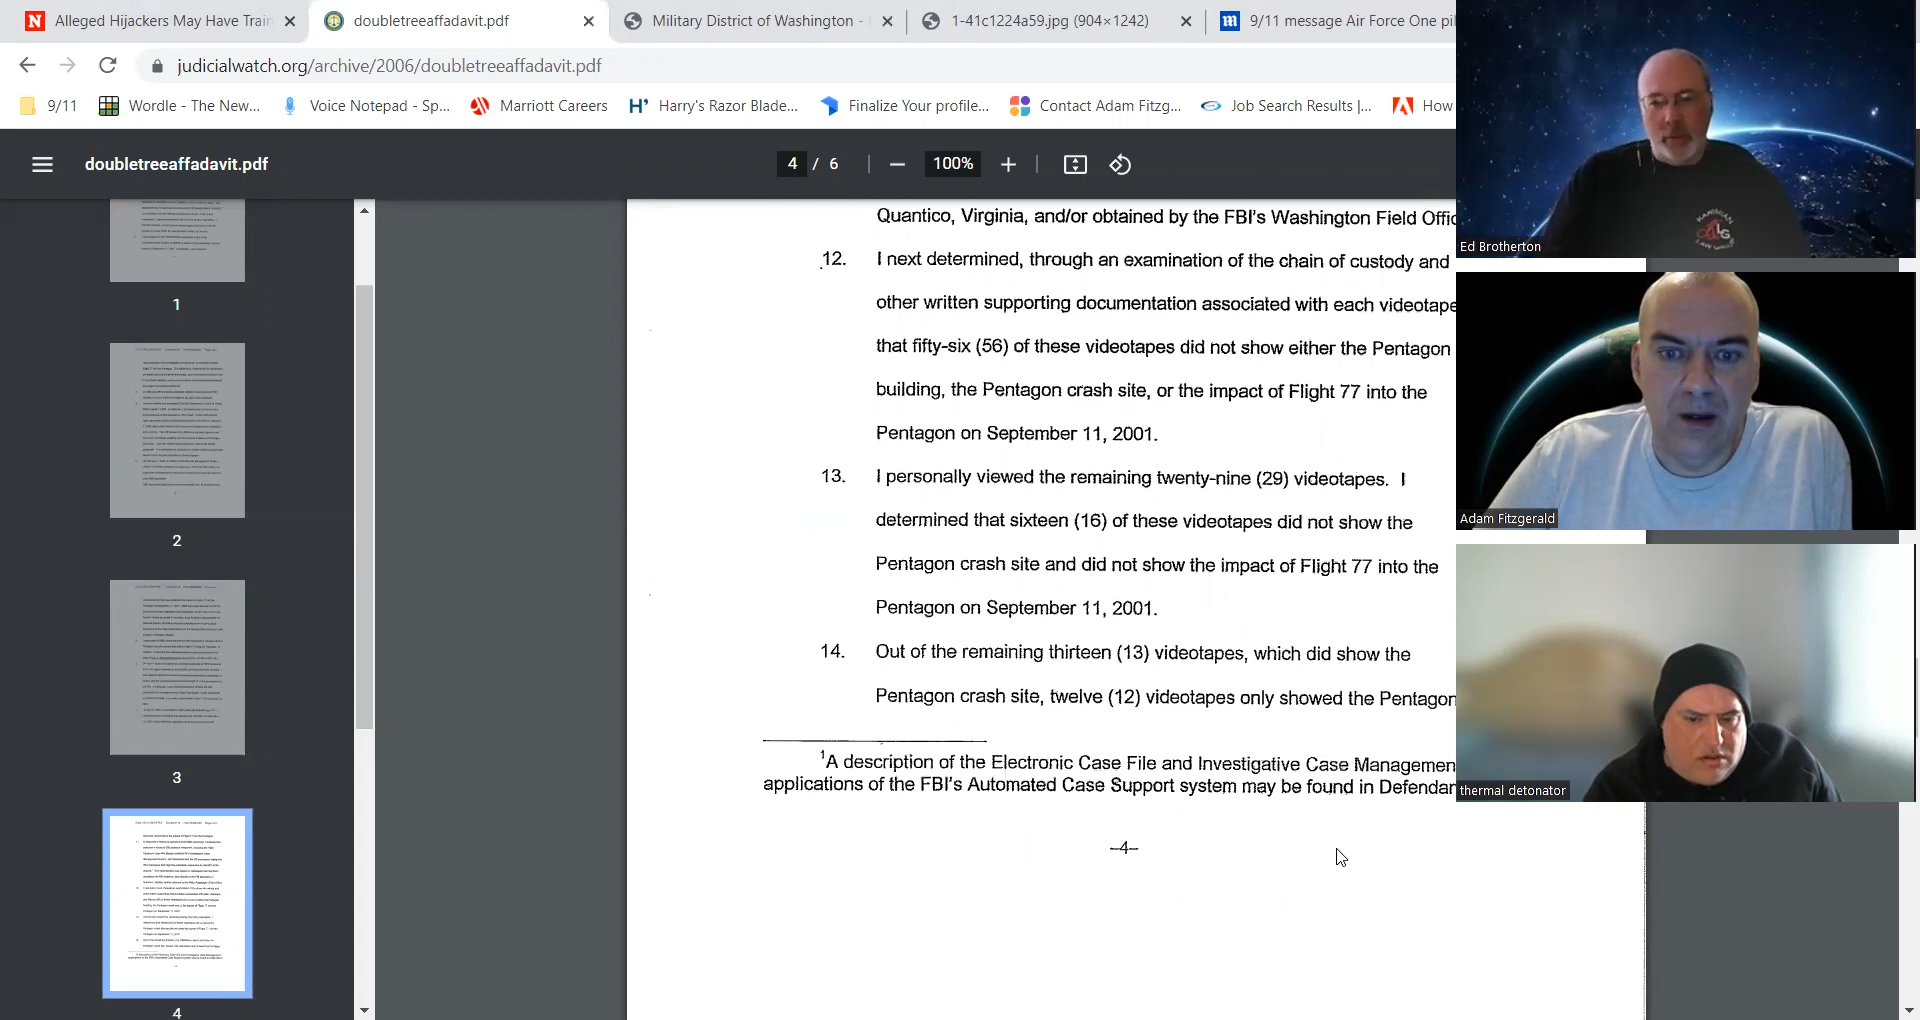 Alleged Hijackers May Have Train
doubletreeaffadavit.pdf
Military District of Washington -
1-41c1224a59.jpg (904×1242)
9/11 message Air Force One pil
judicialwatch.org/archive/2006/doubletreeaffadavit.pdf
9/11
Wordle - The New...
Voice Notepad - Sp...
Marriott Careers
Harry's Razor Blade...
Finalize Your profile...
Contact Adam Fitzg...
Job Search Results |...
How
doubletreeaffadavit.pdf
4 / 6
100%
1
2
3
4
Quantico, Virginia, and/or obtained by the FBI's Washington Field Offic
12. I next determined, through an examination of the chain of custody and
other written supporting documentation associated with each videotape
that fifty-six (56) of these videotapes did not show either the Pentagon
building, the Pentagon crash site, or the impact of Flight 77 into the
Pentagon on September 11, 2001.
13. I personally viewed the remaining twenty-nine (29) videotapes. I
determined that sixteen (16) of these videotapes did not show the
Pentagon crash site and did not show the impact of Flight 77 into the
Pentagon on September 11, 2001.
14. Out of the remaining thirteen (13) videotapes, which did show the
Pentagon crash site, twelve (12) videotapes only showed the Pentagon
1A description of the Electronic Case File and Investigative Case Managemen
applications of the FBI's Automated Case Support system may be found in Defendan
-4-
Ed Brotherton
Adam Fitzgerald
thermal detonator